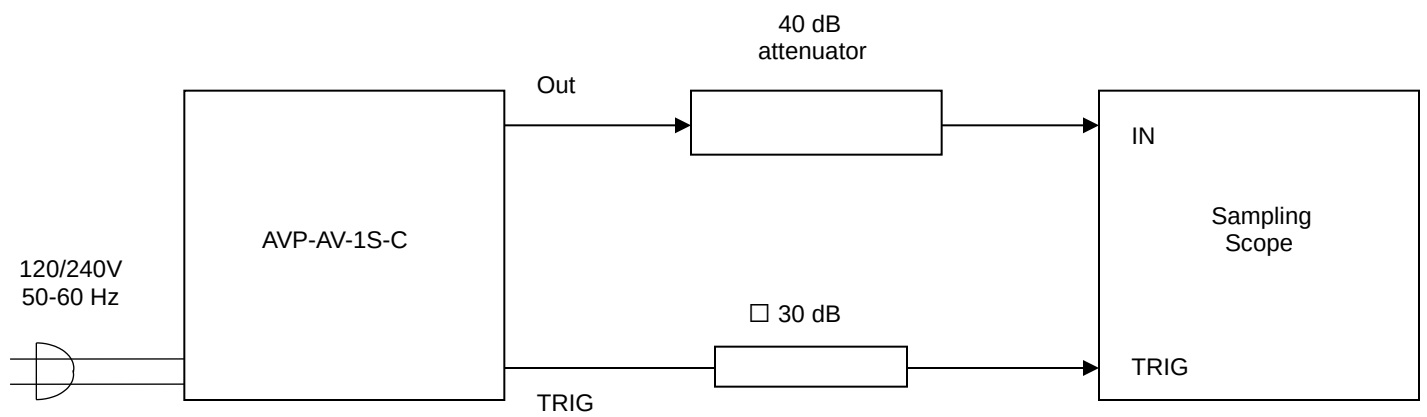 40 dB
attenuator
Out
IN
AVP-AV-1S-C
Sampling
Scope
120/240V
50-60 Hz
□ 30 dB
TRIG
TRIG